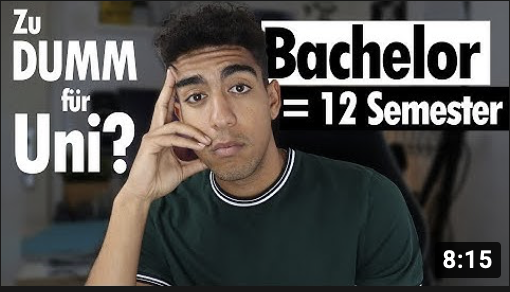 Zu
DUMM
für
Uni?
Bachelor
= 12 Semester
8:15